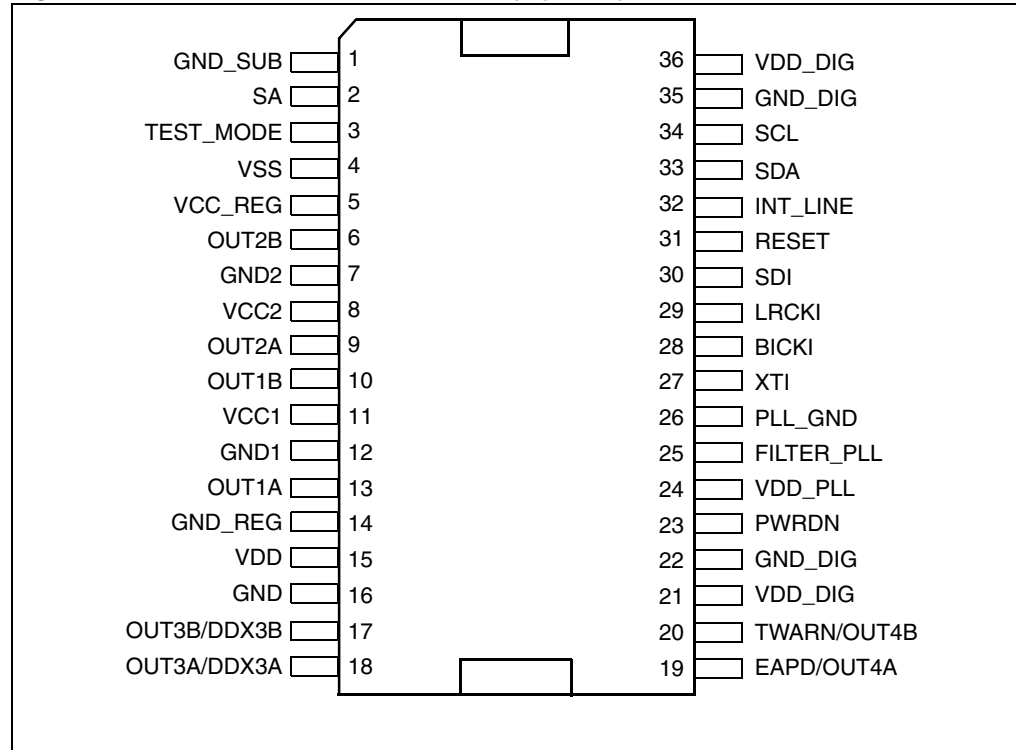 GND_SUB 1 36 VDD_DIG
SA 2 35 GND_DIG
TEST_MODE 3 34 SCL
VSS 4 33 SDA
VCC_REG 5 32 INT_LINE
OUT2B 6 31 RESET
GND2 7 30 SDI
VCC2 8 29 LRCKI
OUT2A 9 28 BICKI
OUT1B 10 27 XTI
VCC1 11 26 PLL_GND
GND1 12 25 FILTER_PLL
OUT1A 13 24 VDD_PLL
GND_REG 14 23 PWRDN
VDD 15 22 GND_DIG
GND 16 21 VDD_DIG
OUT3B/DDX3B 17 20 TWARN/OUT4B
OUT3A/DDX3A 18 19 EAPD/OUT4A